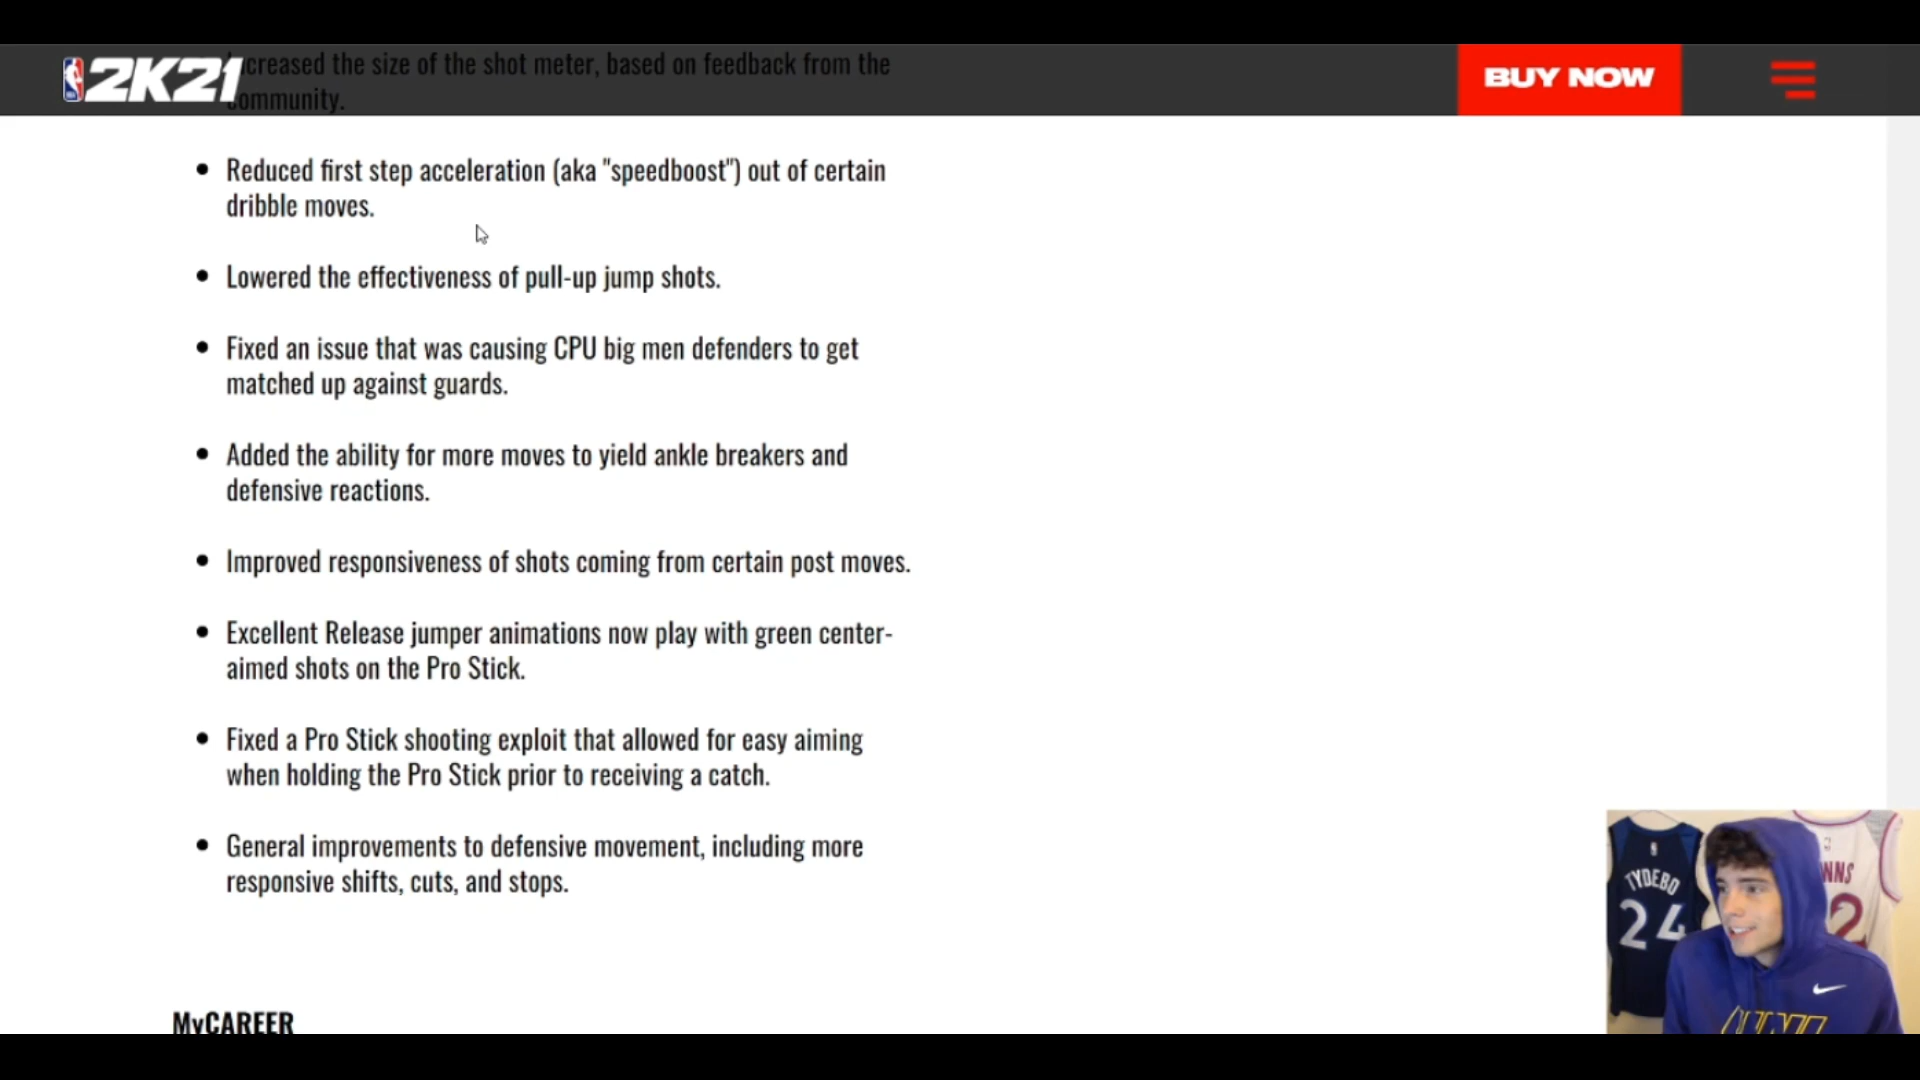 Increased the size of the shot meter, based on feedback from the
community.
NBA 2K21
BUY NOW
Reduced first step acceleration (aka "speedboost") out of certain
dribble moves.
Lowered the effectiveness of pull-up jump shots.
Fixed an issue that was causing CPU big men defenders to get
matched up against guards.
Added the ability for more moves to yield ankle breakers and
defensive reactions.
Improved responsiveness of shots coming from certain post moves.
Excellent Release jumper animations now play with green center-
aimed shots on the Pro Stick.
Fixed a Pro Stick shooting exploit that allowed for easy aiming
when holding the Pro Stick prior to receiving a catch.
General improvements to defensive movement, including more
responsive shifts, cuts, and stops.
MyCAREER
TYDEBO
24